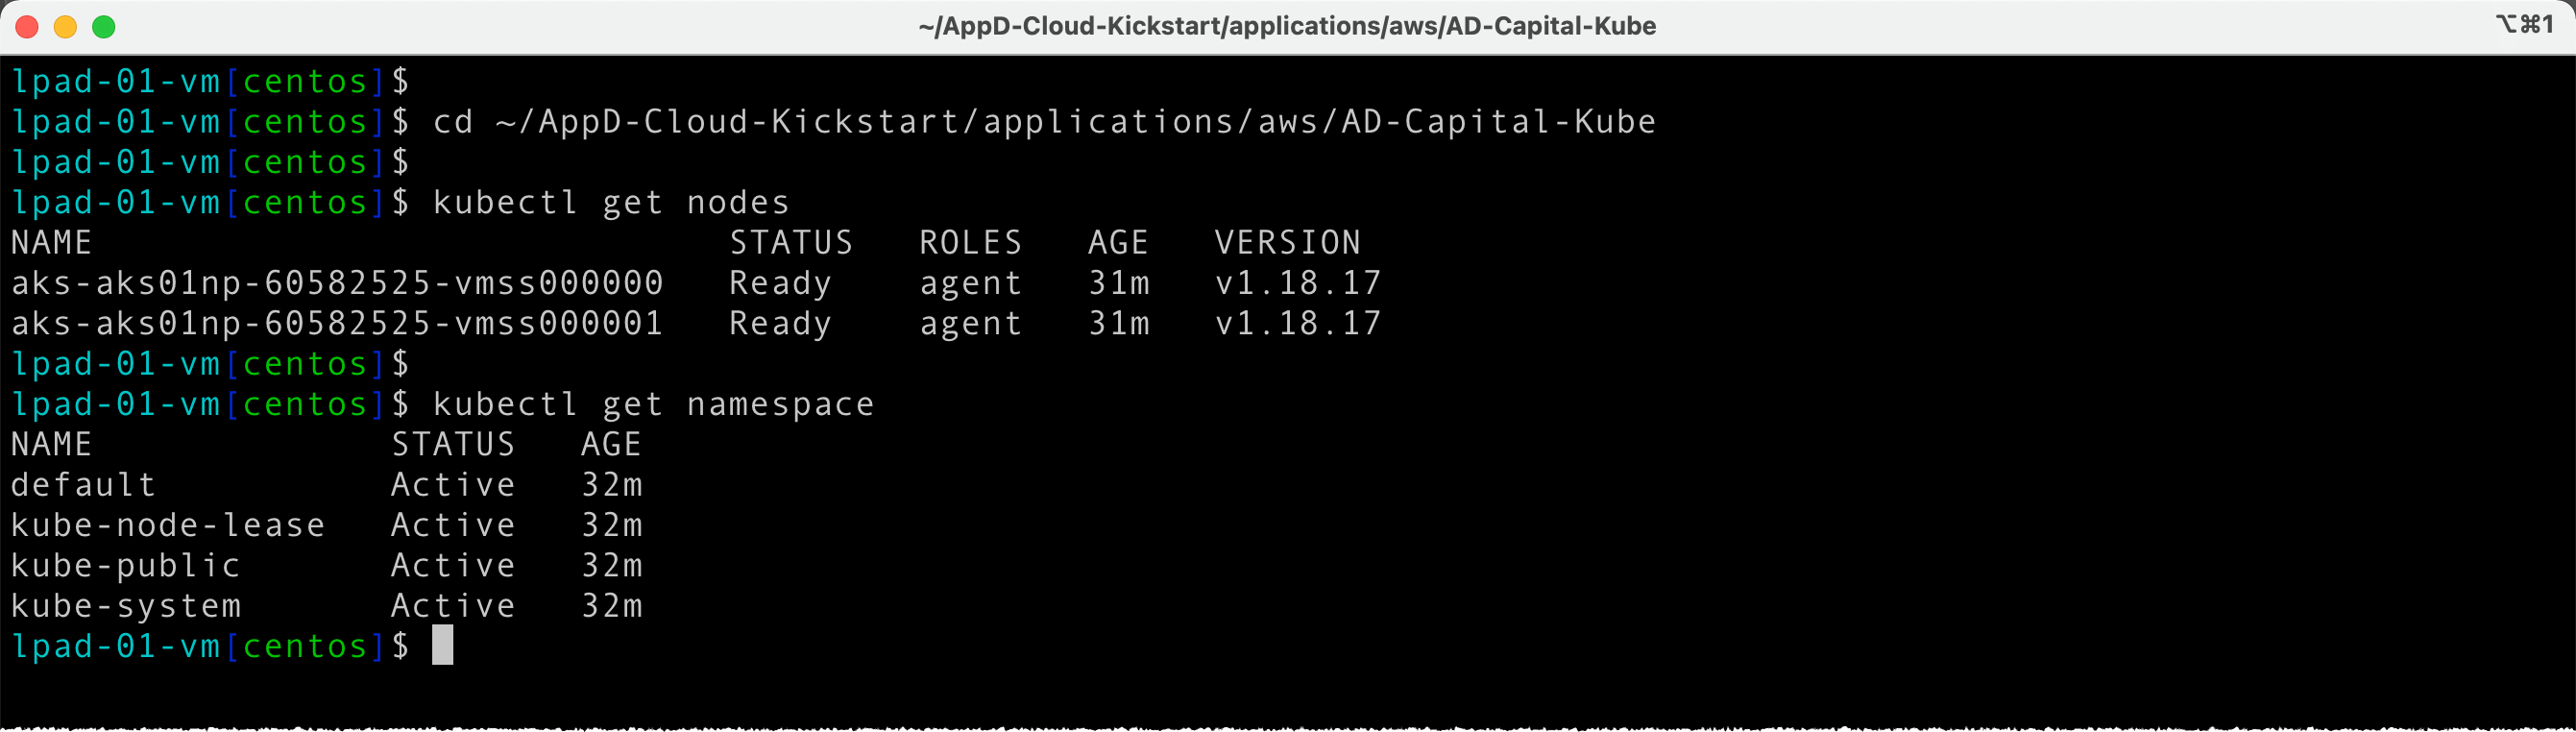 ~/AppD-Cloud-Kickstart/applications/aws/AD-Capital-Kube ⌥⌘1
lpad-01-vm[centos]$
lpad-01-vm[centos]$ cd ~/AppD-Cloud-Kickstart/applications/aws/AD-Capital-Kube
lpad-01-vm[centos]$
lpad-01-vm[centos]$ kubectl get nodes
NAME                              STATUS   ROLES   AGE   VERSION
aks-aks01np-60582525-vmss000000   Ready    agent   31m   v1.18.17
aks-aks01np-60582525-vmss000001   Ready    agent   31m   v1.18.17
lpad-01-vm[centos]$
lpad-01-vm[centos]$ kubectl get namespace
NAME              STATUS   AGE
default           Active   32m
kube-node-lease   Active   32m
kube-public       Active   32m
kube-system       Active   32m
lpad-01-vm[centos]$